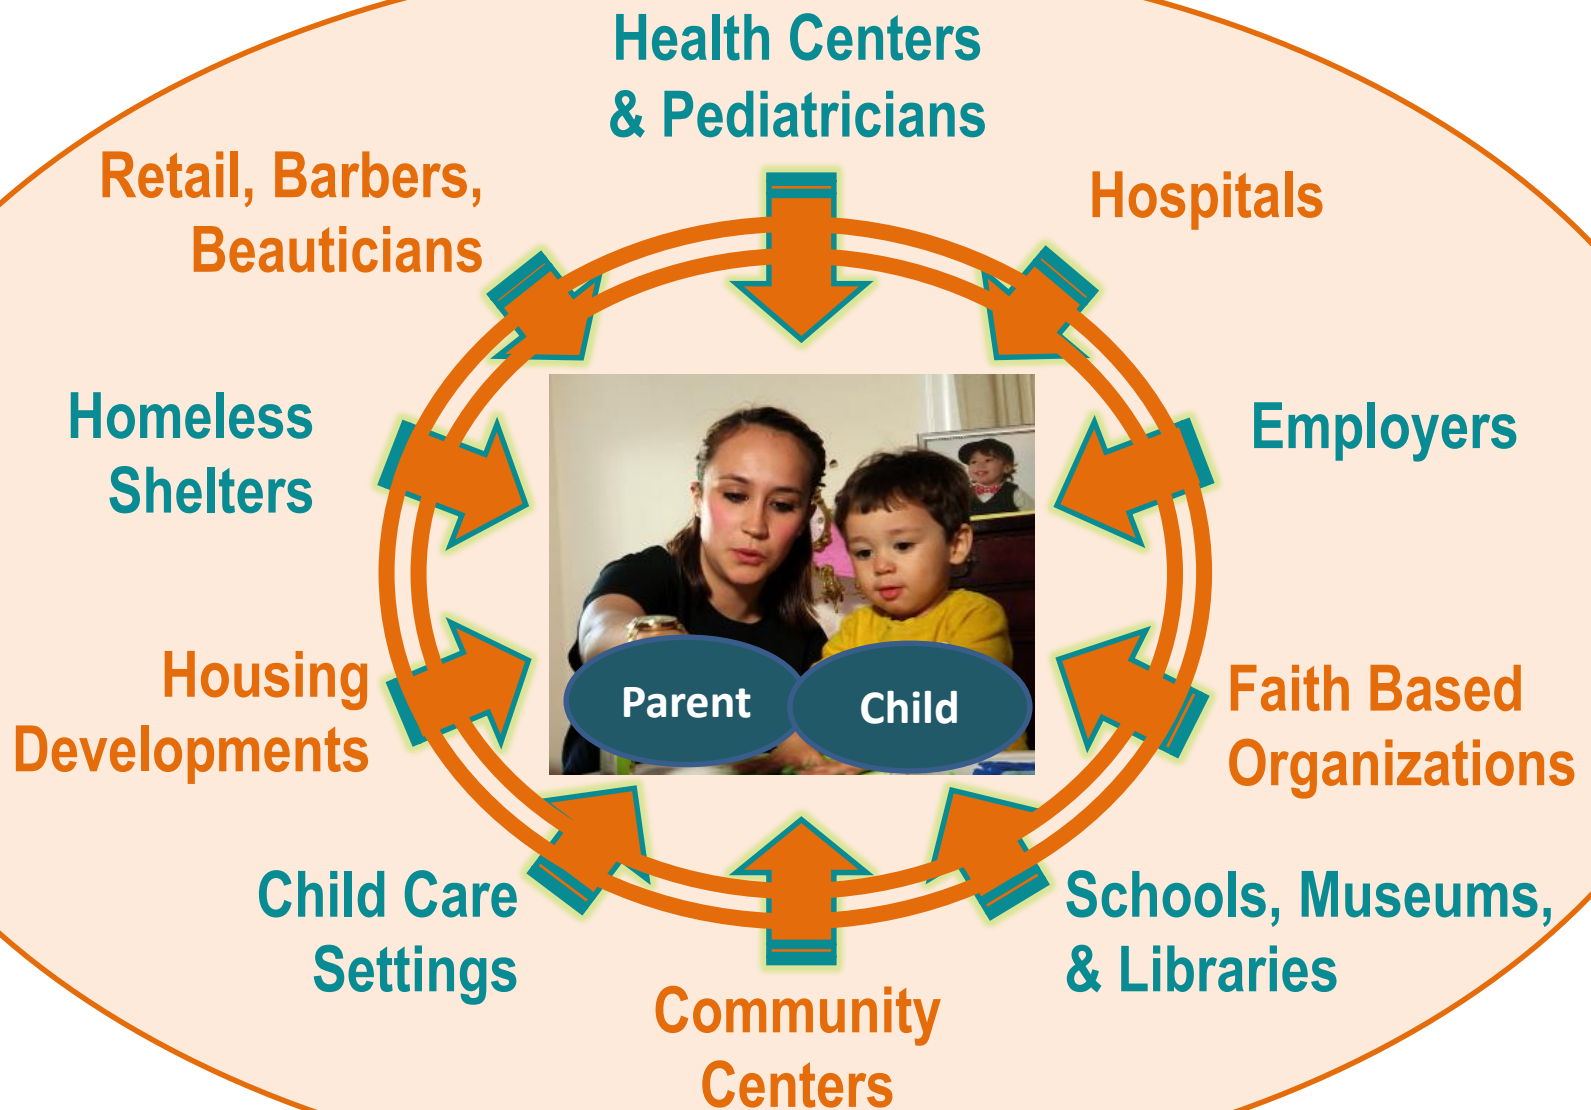 Health Centers
& Pediatricians
Hospitals
Employers
Faith Based
Organizations
Schools, Museums,
& Libraries
Community
Centers
Child Care
Settings
Housing
Developments
Homeless
Shelters
Retail, Barbers,
Beauticians
Parent
Child